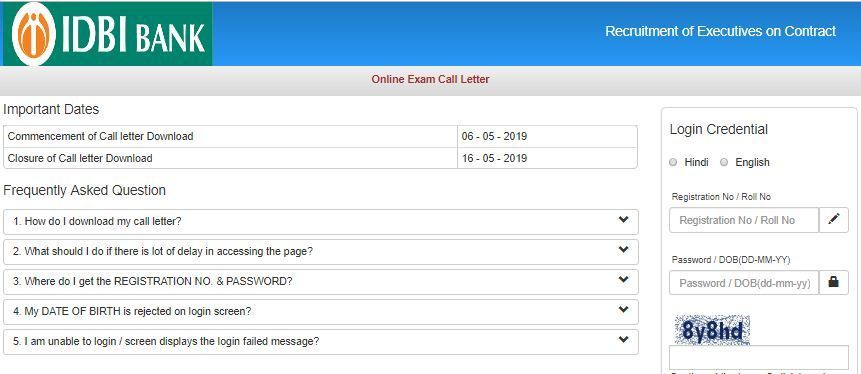 IDBI BANK
Recruitment of Executives on Contract
Online Exam Call Letter
Important Dates
Commencement of Call letter Download 06 - 05 - 2019
Closure of Call letter Download 16 - 05 - 2019
Frequently Asked Question
1. How do I download my call letter?
2. What should I do if there is lot of delay in accessing the page?
3. Where do I get the REGISTRATION NO. & PASSWORD?
4. My DATE OF BIRTH is rejected on login screen?
5. I am unable to login / screen displays the login failed message?
Login Credential
Hindi English
Registration No / Roll No
Registration No / Roll No
Password / DOB(DD-MM-YY)
Password / DOB(dd-mm-yy)
8y8hd